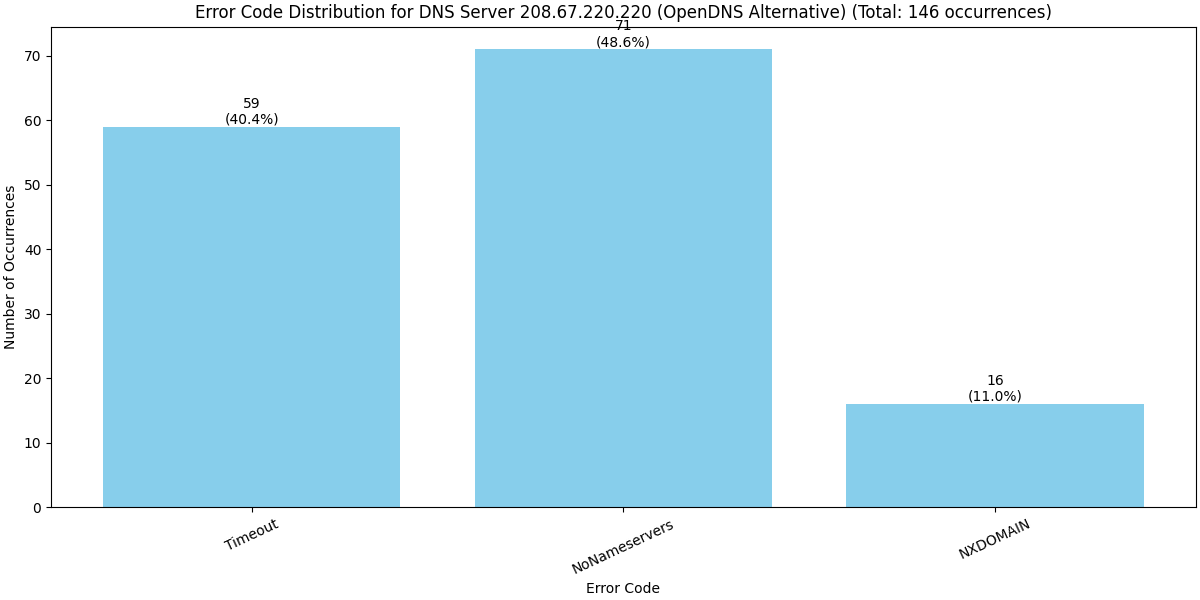 Error Code Distribution for DNS Server 208.67.220.220 (OpenDNS Alternative) (Total: 146 occurrences)
71
(48.6%)
59
(40.4%)
16
(11.0%)
70
60
50
40
30
20
10
0
Number of Occurrences
Timeout
NoNameservers
NXDOMAIN
Error Code